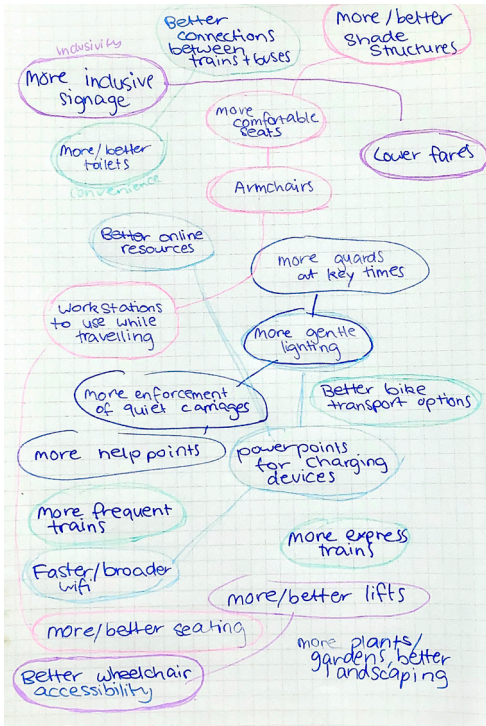 Better
connections
between
trains + buses
more/better
shade
structures
inclusivity
more inclusive
signage
more
comfortable
seats
more/better
toilets
convenience
Lower fares
Armchairs
Better online
resources
more guards
at key times
workstations
to use while
travelling
more gentle
lighting
more enforcement
of quiet carriages
Better bike
transport options
more help points
powerpoints
for charging
devices
more frequent
trains
more express
trains
Faster/broader
wifi
more/better lifts
more/better seating
more plants/
gardens, better
landscaping
Better wheelchair
accessibility